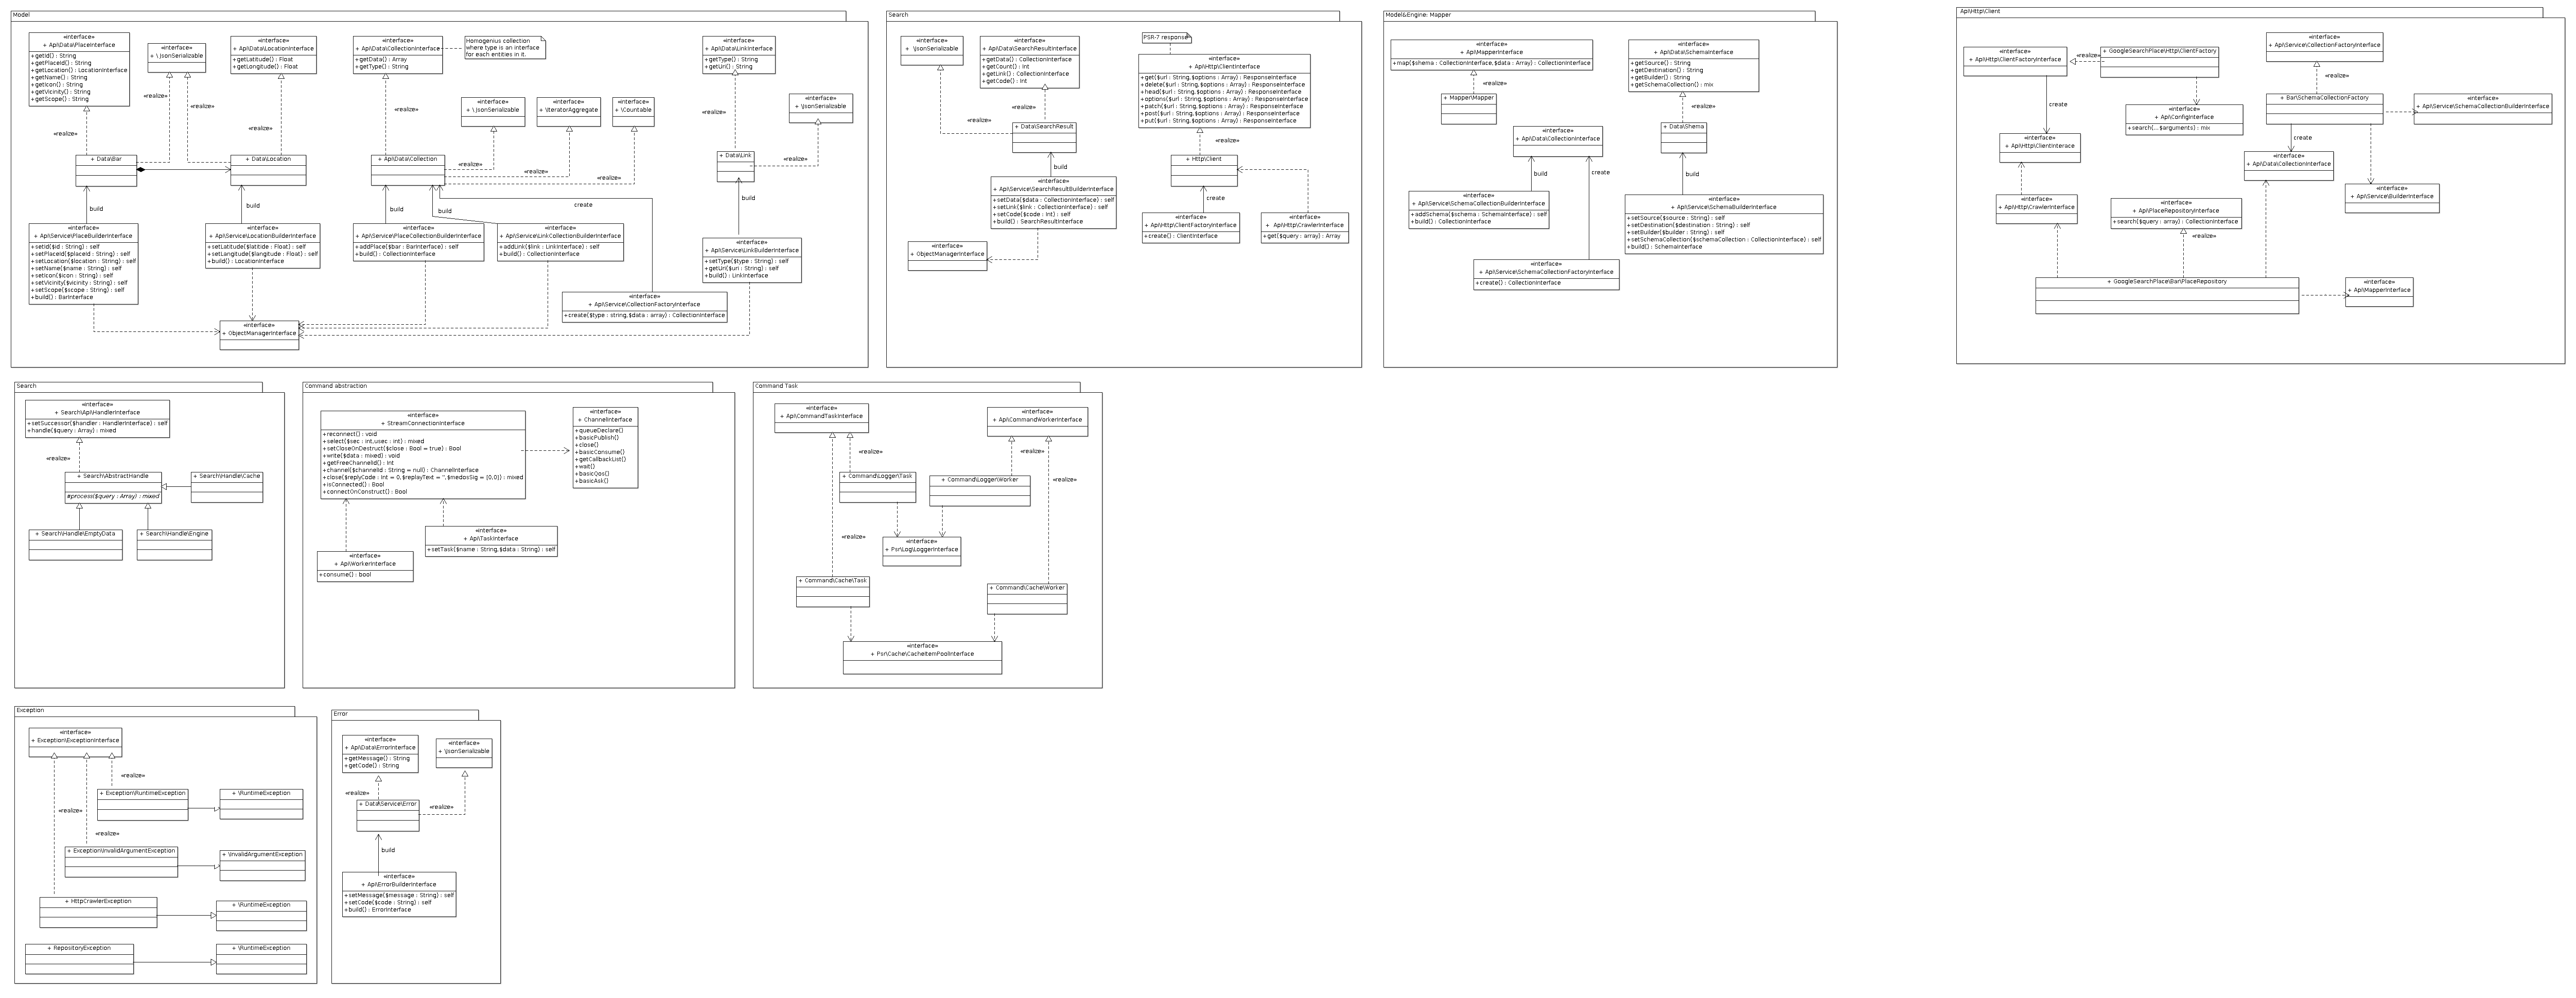 Model
«interface»
+ Api\Data\PlaceInterface
+getId() : String
+getPlaceId() : String
+getLocation() : LocationInterface
+getName() : String
+getIcon() : String
+getVicinity() : String
+getScope() : String
«interface»
+ \ JsonSerializable
«interface»
+ Api\Data\LocationInterface
+getLatitude() : Float
+getLongitude() : Float
«interface»
+ Api\Data\CollectionInterface
+getData() : Array
+getType() : String
Homogenius collection
where type is an interface
for each entities in it.
«interface»
+ Api\Data\LinkInterface
+getType() : String
+getUri() : String
«interface»
+ \ JsonSerializable
«interface»
+ \IteratorAggregate
«interface»
+ \Countable
«interface»
+ \JsonSerializable
«realize»
«realize»
«realize»
«realize»
«realize»
«realize»
«realize»
«realize»
«realize»
«realize»
+ Data\Bar
+ Data\Location
+ Api\Data\Collection
+ Data\Link
build
build
build
build
create
build
«interface»
+ Api\Service\PlaceBuilderInterface
+setId($id : String) : self
+setPlaceId($placeId : String) : self
+setLocation($location : String) : self
+setName($name : String) : self
+setIcon($icon : String) : self
+setVicinity($vicinity : String) : self
+setScope($scope : String) : self
+build() : BarInterface
«interface»
+ Api\Service\LocationBuilderInterface
+setLatitude($latitide : Float) : self
+setLangitude($langitude : Float) : self
+build() : LocationInterface
«interface»
+ Api\Service\PlaceCollectionBuilderInterface
+addPlace($bar : BarInterface) : self
+build() : CollectionInterface
«interface»
+ Api\Service\LinkCollectionBuilderInterface
+addLink($link : LinkInterface) : self
+build() : CollectionInterface
«interface»
+ Api\Service\LinkBuilderInterface
+setType($type : String) : self
+getUri($uri : String) : self
+build() : LinkInterface
«interface»
+ Api\Service\CollectionFactoryInterface
+create($type : string,$data : array) : CollectionInterface
«interface»
+ ObjectManagerInterface
Search
«interface»
+ \JsonSerializable
«interface»
+ Api\Data\SearchResultInterface
+getData() : CollectionInterface
+getCount() : Int
+getLink() : CollectionInterface
+getCode() : Int
PSR-7 response
«interface»
+ Api\Http\ClientInterface
+get($url : String,$options : Array) : ResponseInterface
+delete($url : String,$options : Array) : ResponseInterface
+head($url : String,$options : Array) : ResponseInterface
+options($url : String,$options : Array) : ResponseInterface
+patch($url : String,$options : Array) : ResponseInterface
+post($url : String,$options : Array) : ResponseInterface
+put($url : String,$options : Array) : ResponseInterface
«realize»
«realize»
«realize»
+ Data\SearchResult
+ Http\Client
build
create
«interface»
+ Api\Service\SearchResultBuilderInterface
+setData($data : CollectionInterface) : self
+setLink($link : CollectionInterface) : self
+setCode($code : Int) : self
+build() : SearchResultInterface
«interface»
+ ObjectManagerInterface
«interface»
+ Api\Http\ClientFactoryInterface
+create() : ClientInterface
«interface»
+ Api\Http\CrawlerInterface
+get($query : array) : Array
Model&Engine: Mapper
«interface»
+ Api\MapperInterface
+map($shema : CollectionInterface,$data : Array) : CollectionInterface
«realize»
+ Mapper\Mapper
«interface»
+ Api\Data\SchemaInterface
+getSource() : String
+getDestination() : String
+getBuilder() : String
+getSchemaCollection() : mix
«realize»
+ Data\Shema
«interface»
+ Api\Data\CollectionInterface
build
create
build
«interface»
+ Api\Service\SchemaCollectionBuilderInterface
+addSchema($schema : SchemaInterface) : self
+build() : CollectionInterface
«interface»
+ Api\Service\SchemaBuilderInterface
+setSource($source : String) : self
+setDestination($destination : String) : self
+setBuilder($builder : String) : self
+setSchemaCollection($schemaCollection : CollectionInterface) : self
+build() : SchemaInterface
«interface»
+ Api\Service\SchemaCollectionFactoryInterface
+create() : CollectionInterface
Api\Http\Client
«interface»
+ Api\Http\ClientFactoryInterface
«realize»
+ GoogleSearchPlace\Http\ClientFactory
«interface»
+ Api\Service\CollectionFactoryInterface
«realize»
create
«interface»
+ Api\ConfigInterface
+search(...$arguments) : mix
+ Bar\SchemaCollectionFactory
«interface»
+ Api\Service\SchemaCollectionBuilderInterface
create
«interface»
+ Api\Http\ClientInterface
«interface»
+ Api\Data\CollectionInterface
«interface»
+ Api\Service\BuilderInterface
«interface»
+ Api\Http\CrawlerInterface
«interface»
+ Api\PlaceRepositoryInterface
+search($query : array) : CollectionInterface
«realize»
+ GoogleSearchPlace\Bar\PlaceRepository
«interface»
+ Api\MapperInterface
Search
«interface»
+ Search\Api\HandlerInterface
+setSuccessor($handler : HandlerInterface) : self
+handle($query : Array) : mixed
«realize»
+ Search\AbstractHandle
#process($query : Array) : mixed
+ Search\Handle\Cache
+ Search\Handle\EmptyData
+ Search\Handle\Engine
Command abstraction
«interface»
+ StreamConnectionInterface
+reconnect() : void
+select($sec : int,usec : int) : mixed
+setCloseOnDestruct($close : Bool = true) : Bool
+write($data : mixed) : void
+getFreeChannelId() : int
+channel($channelId : String = null) : ChannelInterface
+close($replyCode : Int = 0,$replayText = '',$medosSig = [0,0]) : mixed
+isConnected() : Bool
+connectOnConstruct() : Bool
«interface»
+ ChannelInterface
+queueDeclare()
+basicPublish()
+close()
+basicConsume()
+getCallbackList()
+wait()
+basicQos()
+basicAsk()
«interface»
+ Api\TaskInterface
+setTask($name : String,$data : String) : self
«interface»
+ Api\WorkerInterface
+consume() : bool
Command Task
«interface»
+ Api\CommandTaskInterface
«interface»
+ Api\CommandWorkerInterface
«realize»
«realize»
+ Command\Logger\Task
+ Command\Logger\Worker
«realize»
«realize»
«interface»
+ Psr\Log\LoggerInterface
+ Command\Cache\Task
+ Command\Cache\Worker
«interface»
+ Psr\Cache\CacheItemPoolInterface
Exception
«interface»
+ Exception\ExceptionInterface
«realize»
+ Exception\RuntimeException
+ \RuntimeException
«realize»
«realize»
+ Exception\InvalidArgumentException
+ \InvalidArgumentException
+ HttpCrawlerException
+ \RuntimeException
+ RepositoryException
+ \RuntimeException
Error
«interface»
+ Api\Data\ErrorInterface
+getMessage() : String
+getCode() : String
«interface»
+ \JsonSerializable
«realize»
+ Data\Service\Error
«realize»
build
«interface»
+ Api\ErrorBuilderInterface
+setMessage($message : String) : self
+setCode($code : String) : self
+build() : ErrorInterface